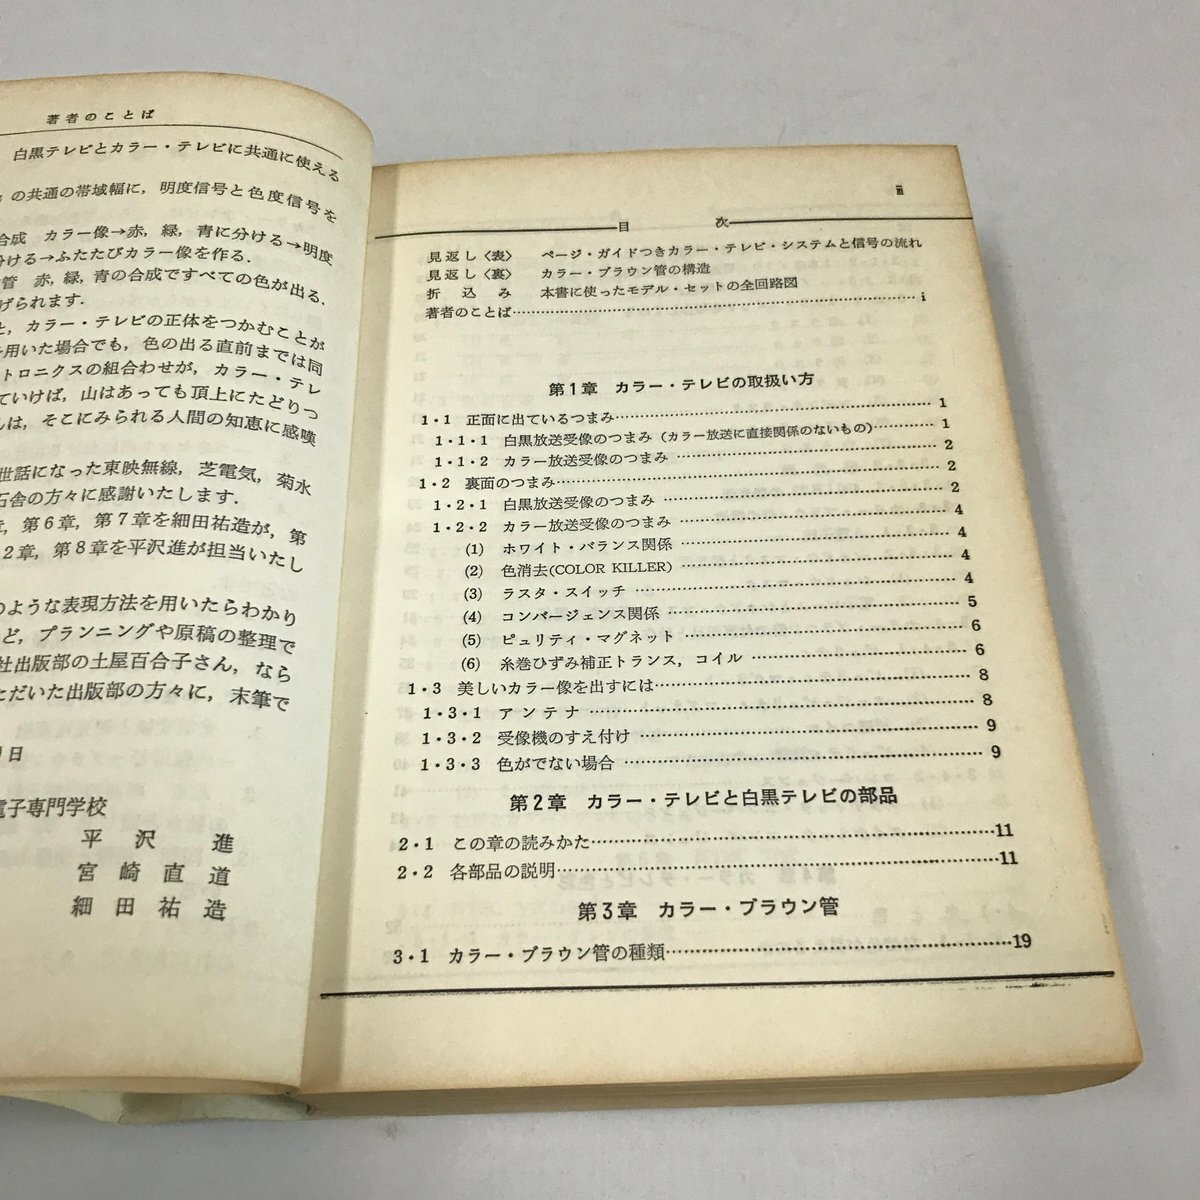 著者のことば
白黒テレビとカラー・テレビに共通に使える
の共通の帯域幅に，明度信号と色度信号を
合成　カラー像→赤，緑，青に分ける→明度
分ける→ふたたびカラー像を作る．
管　赤，緑，青の合成ですべての色が出る．
げられます．
と，カラー・テレビの正体をつかむことが
用いた場合でも，色の出る直前までは同
トロニクスの組合わせが，カラー・テレ
ていけば，山はあっても頂上にたどりつ
んは，そこにみられる人間の知恵に感嘆
世話になった東映無線，芝電気，菊水
石舎の方々に感謝いたします．
，第６章，第７章を細田祐造が，第
２章，第８章を平沢進が担当いたし
のような表現方法を用いたらわかり
ど，プランニングや原稿の整理で
社出版部の土屋百合子さん，なら
ただいた出版部の方々に，末筆で
日
電子専門学校
平沢　進
宮崎直道
細田祐造
iii
目　次
見返し〈表〉　ページ・ガイドつきカラー・テレビ・システムと信号の流れ
見返し〈裏〉　カラー・ブラウン管の構造
折込み　本書に使ったモデル・セットの全回路図
著者のことば…………i
第１章　カラー・テレビの取扱い方
1・1　正面に出ているつまみ…………1
1・1・1　白黒放送受像のつまみ（カラー放送に直接関係のないもの）…………1
1・1・2　カラー放送受像のつまみ…………2
1・2　裏面のつまみ…………2
1・2・1　白黒放送受像のつまみ…………2
1・2・2　カラー放送受像のつまみ…………4
(1)　ホワイト・バランス関係…………4
(2)　色消去(COLOR KILLER)…………4
(3)　ラスタ・スイッチ…………4
(4)　コンバージェンス関係…………5
(5)　ピュリティ・マグネット…………6
(6)　糸巻ひずみ補正トランス，コイル…………6
1・3　美しいカラー像を出すには…………8
1・3・1　アンテナ…………8
1・3・2　受像機のすえ付け…………9
1・3・3　色がでない場合…………9
第２章　カラー・テレビと白黒テレビの部品
2・1　この章の読みかた…………11
2・2　各部品の説明…………11
第３章　カラー・ブラウン管
3・1　カラー・ブラウン管の種類…………19